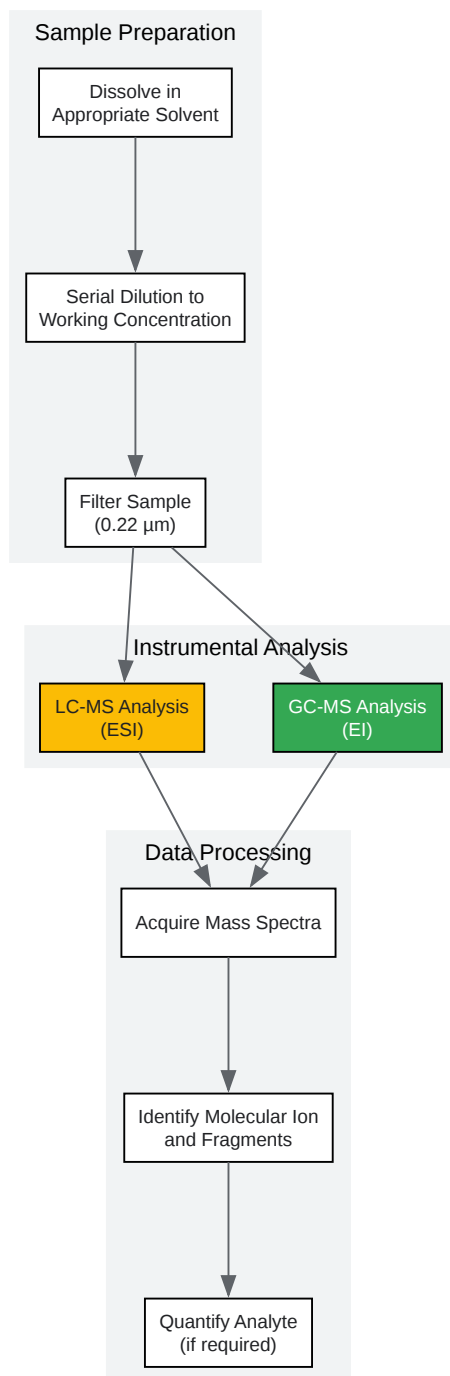 Sample Preparation
Dissolve in
Appropriate Solvent
Serial Dilution to
Working Concentration
Filter Sample
(0.22 µm)
Instrumental Analysis
LC-MS Analysis
(ESI)
GC-MS Analysis
(EI)
Data Processing
Acquire Mass Spectra
Identify Molecular Ion
and Fragments
Quantify Analyte
(if required)